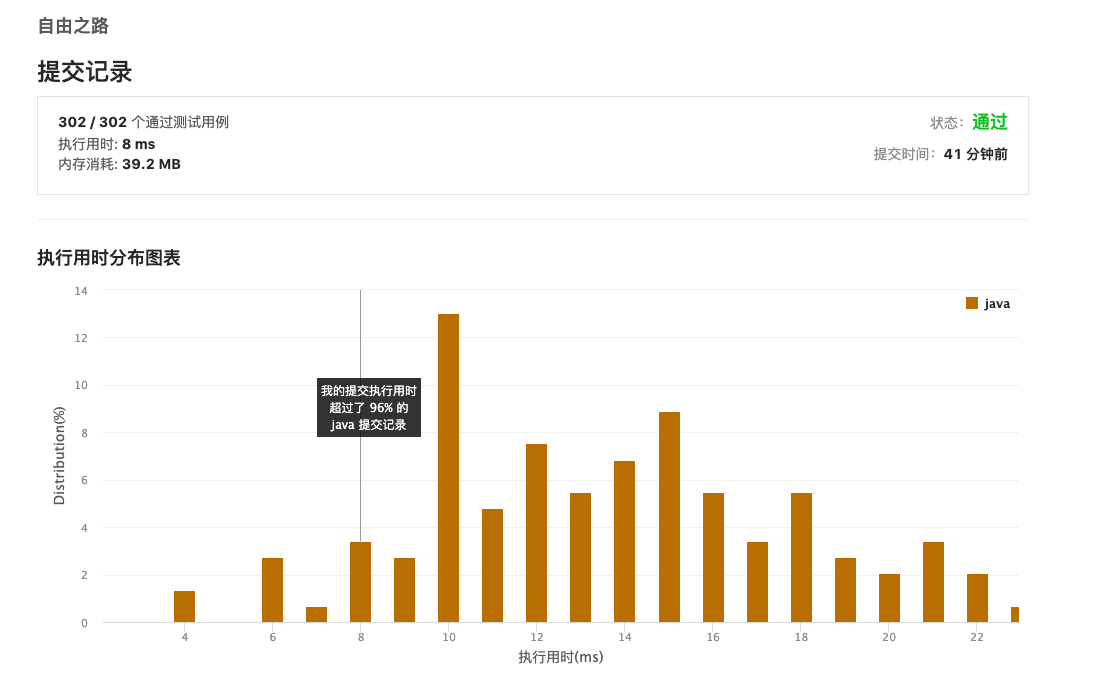 自由之路
提交记录
302 / 302 个通过测试用例
状态：通过
执行用时: 8 ms
提交时间：41 分钟前
内存消耗: 39.2 MB
执行用时分布图表
java
14
12
10
8
6
4
2
0
Distribution(%)
我的提交执行用时
超过了 96% 的
java 提交记录
4 6 8 10 12 14 16 18 20 22
执行用时(ms)